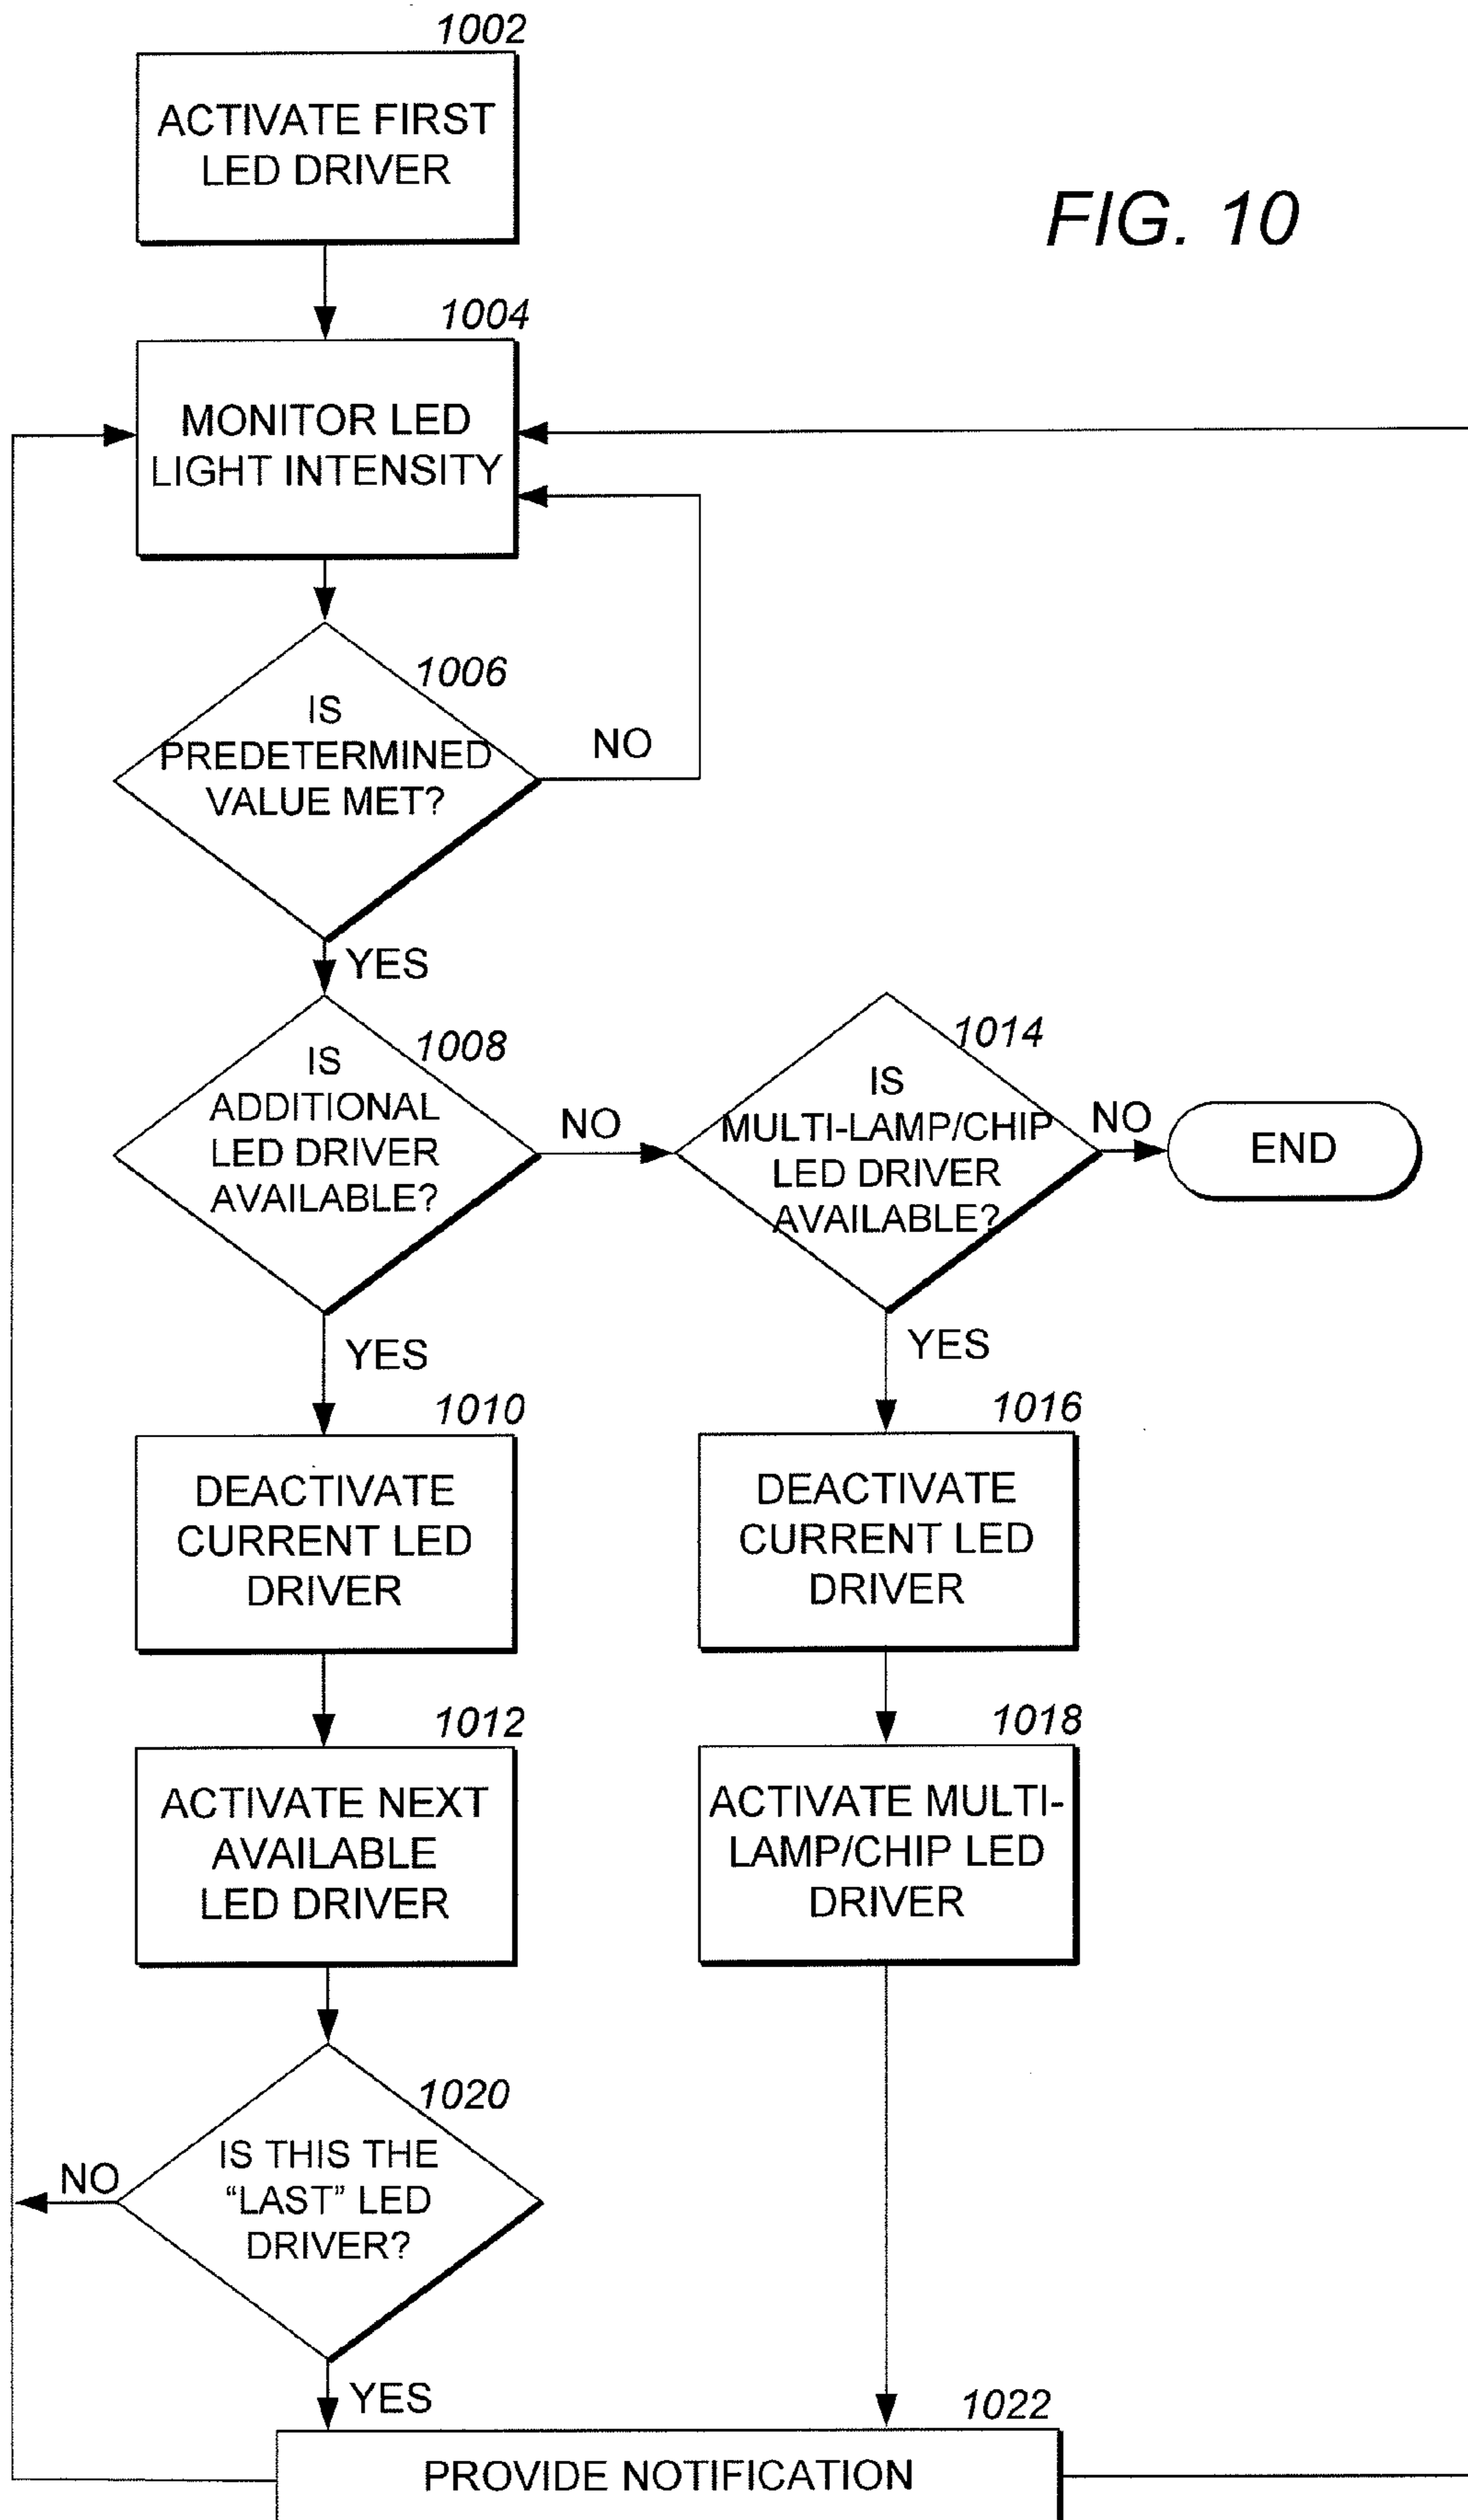 1002
ACTIVATE FIRST
LED DRIVER
FIG. 10
1004
MONITOR LED
LIGHT INTENSITY
1006
IS
PREDETERMINED
VALUE MET?
NO
YES
1008
IS
ADDITIONAL
LED DRIVER
AVAILABLE?
NO
1014
IS
MULTI-LAMP/CHIP
LED DRIVER
AVAILABLE?
NO
END
YES
YES
1010
DEACTIVATE
CURRENT LED
DRIVER
1016
DEACTIVATE
CURRENT LED
DRIVER
1012
ACTIVATE NEXT
AVAILABLE
LED DRIVER
1018
ACTIVATE MULTI-
LAMP/CHIP LED
DRIVER
1020
IS THIS THE
“LAST” LED
DRIVER?
NO
YES
1022
PROVIDE NOTIFICATION